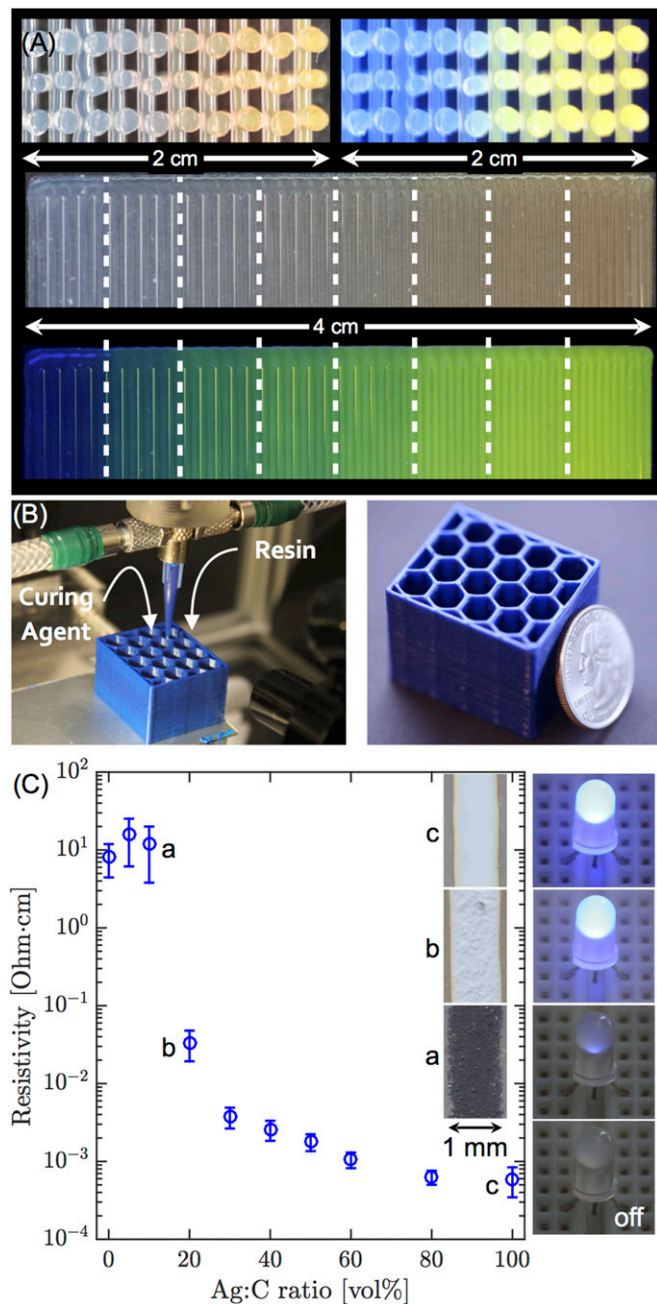 (A)
2 cm
2 cm
4 cm
(B)
Curing
Agent
Resin
(C)
Resistivity [Ohm·cm]
10²
10¹
10⁰
10⁻¹
10⁻²
10⁻³
10⁻⁴
a
b
c
c
b
a
1 mm
off
0
20
40
60
80
100
Ag:C ratio [vol%]